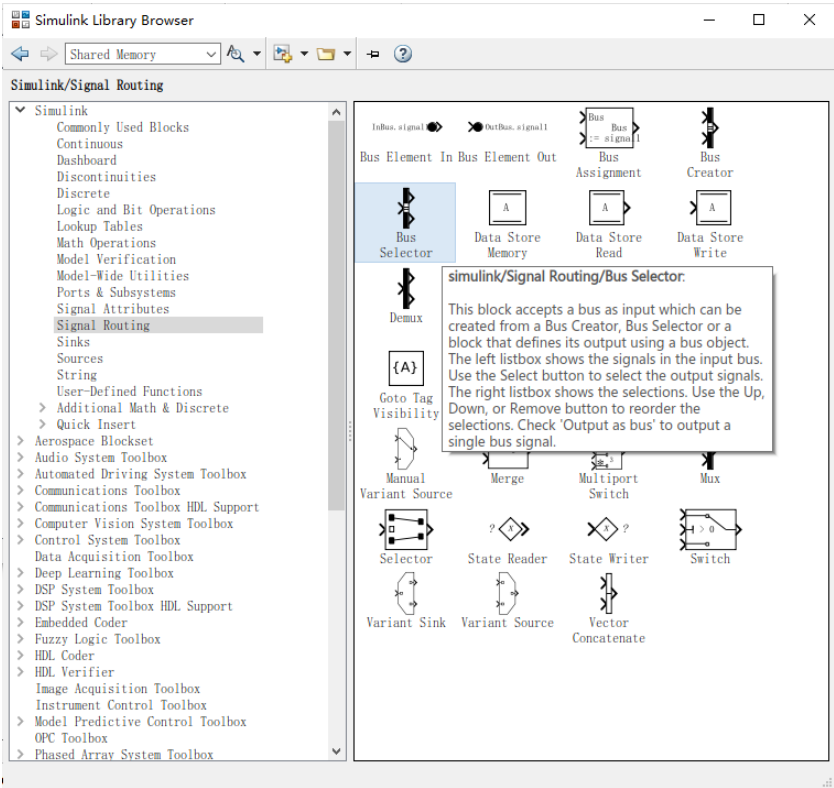 Simulink Library Browser
Shared Memory
Simulink/Signal Routing
Simulink
Commonly Used Blocks
Continuous
Dashboard
Discontinuities
Discrete
Logic and Bit Operations
Lookup Tables
Math Operations
Model Verification
Model-Wide Utilities
Ports & Subsystems
Signal Attributes
Signal Routing
Sinks
Sources
String
User-Defined Functions
Additional Math & Discrete
Quick Insert
Aerospace Blockset
Audio System Toolbox
Automated Driving System Toolbox
Communications Toolbox
Communications Toolbox HDL Support
Computer Vision System Toolbox
Control System Toolbox
Data Acquisition Toolbox
Deep Learning Toolbox
DSP System Toolbox
DSP System Toolbox HDL Support
Embedded Coder
Fuzzy Logic Toolbox
HDL Coder
HDL Verifier
Image Acquisition Toolbox
Instrument Control Toolbox
Model Predictive Control Toolbox
OPC Toolbox
Phased Array System Toolbox
InBus.signal1
OutBus.signal1
Bus
Bus
:= signal1
Bus Element In
Bus Element Out
Bus
Assignment
Bus
Creator
A
A
A
Bus
Selector
Data Store
Memory
Data Store
Read
Data Store
Write
simulink/Signal Routing/Bus Selector:
This block accepts a bus as input which can be
created from a Bus Creator, Bus Selector or a
block that defines its output using a bus object.
The left listbox shows the signals in the input bus.
Use the Select button to select the output signals.
The right listbox shows the selections. Use the Up,
Down, or Remove button to reorder the
selections. Check 'Output as bus' to output a
single bus signal.
Demux
{A}
Goto Tag
Visibility
Manual
Variant Source
Merge
Multiport
Switch
Mux
? x
x ?
> 0
Selector
State Reader
State Writer
Switch
Variant Sink
Variant Source
Vector
Concatenate